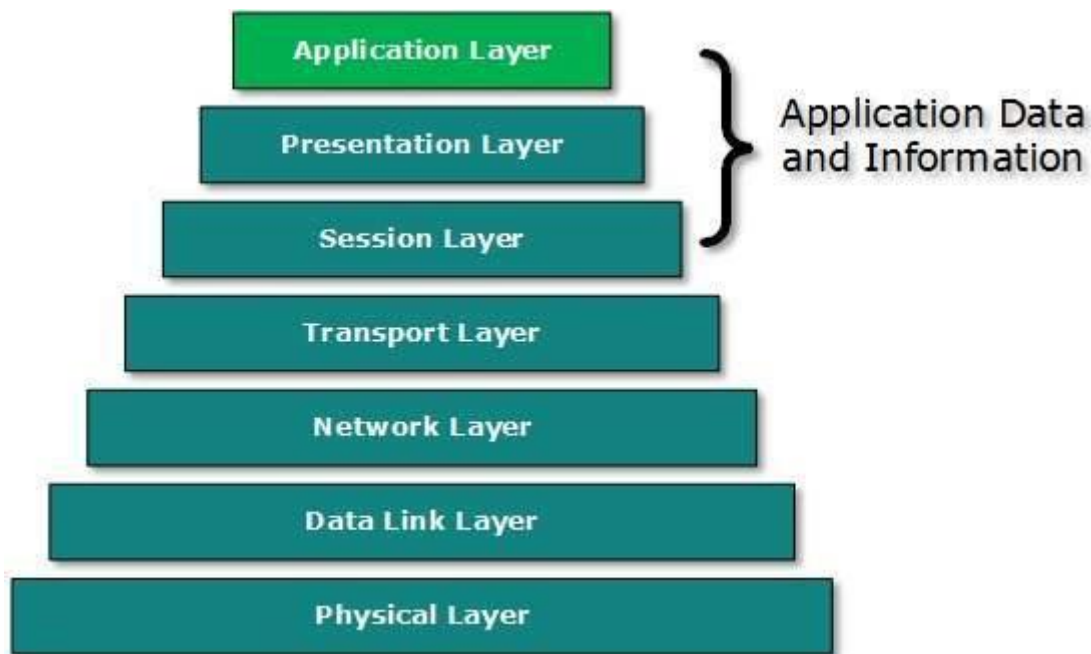 Application Layer
Presentation Layer
Session Layer
Transport Layer
Network Layer
Data Link Layer
Physical Layer
Application Data
and Information